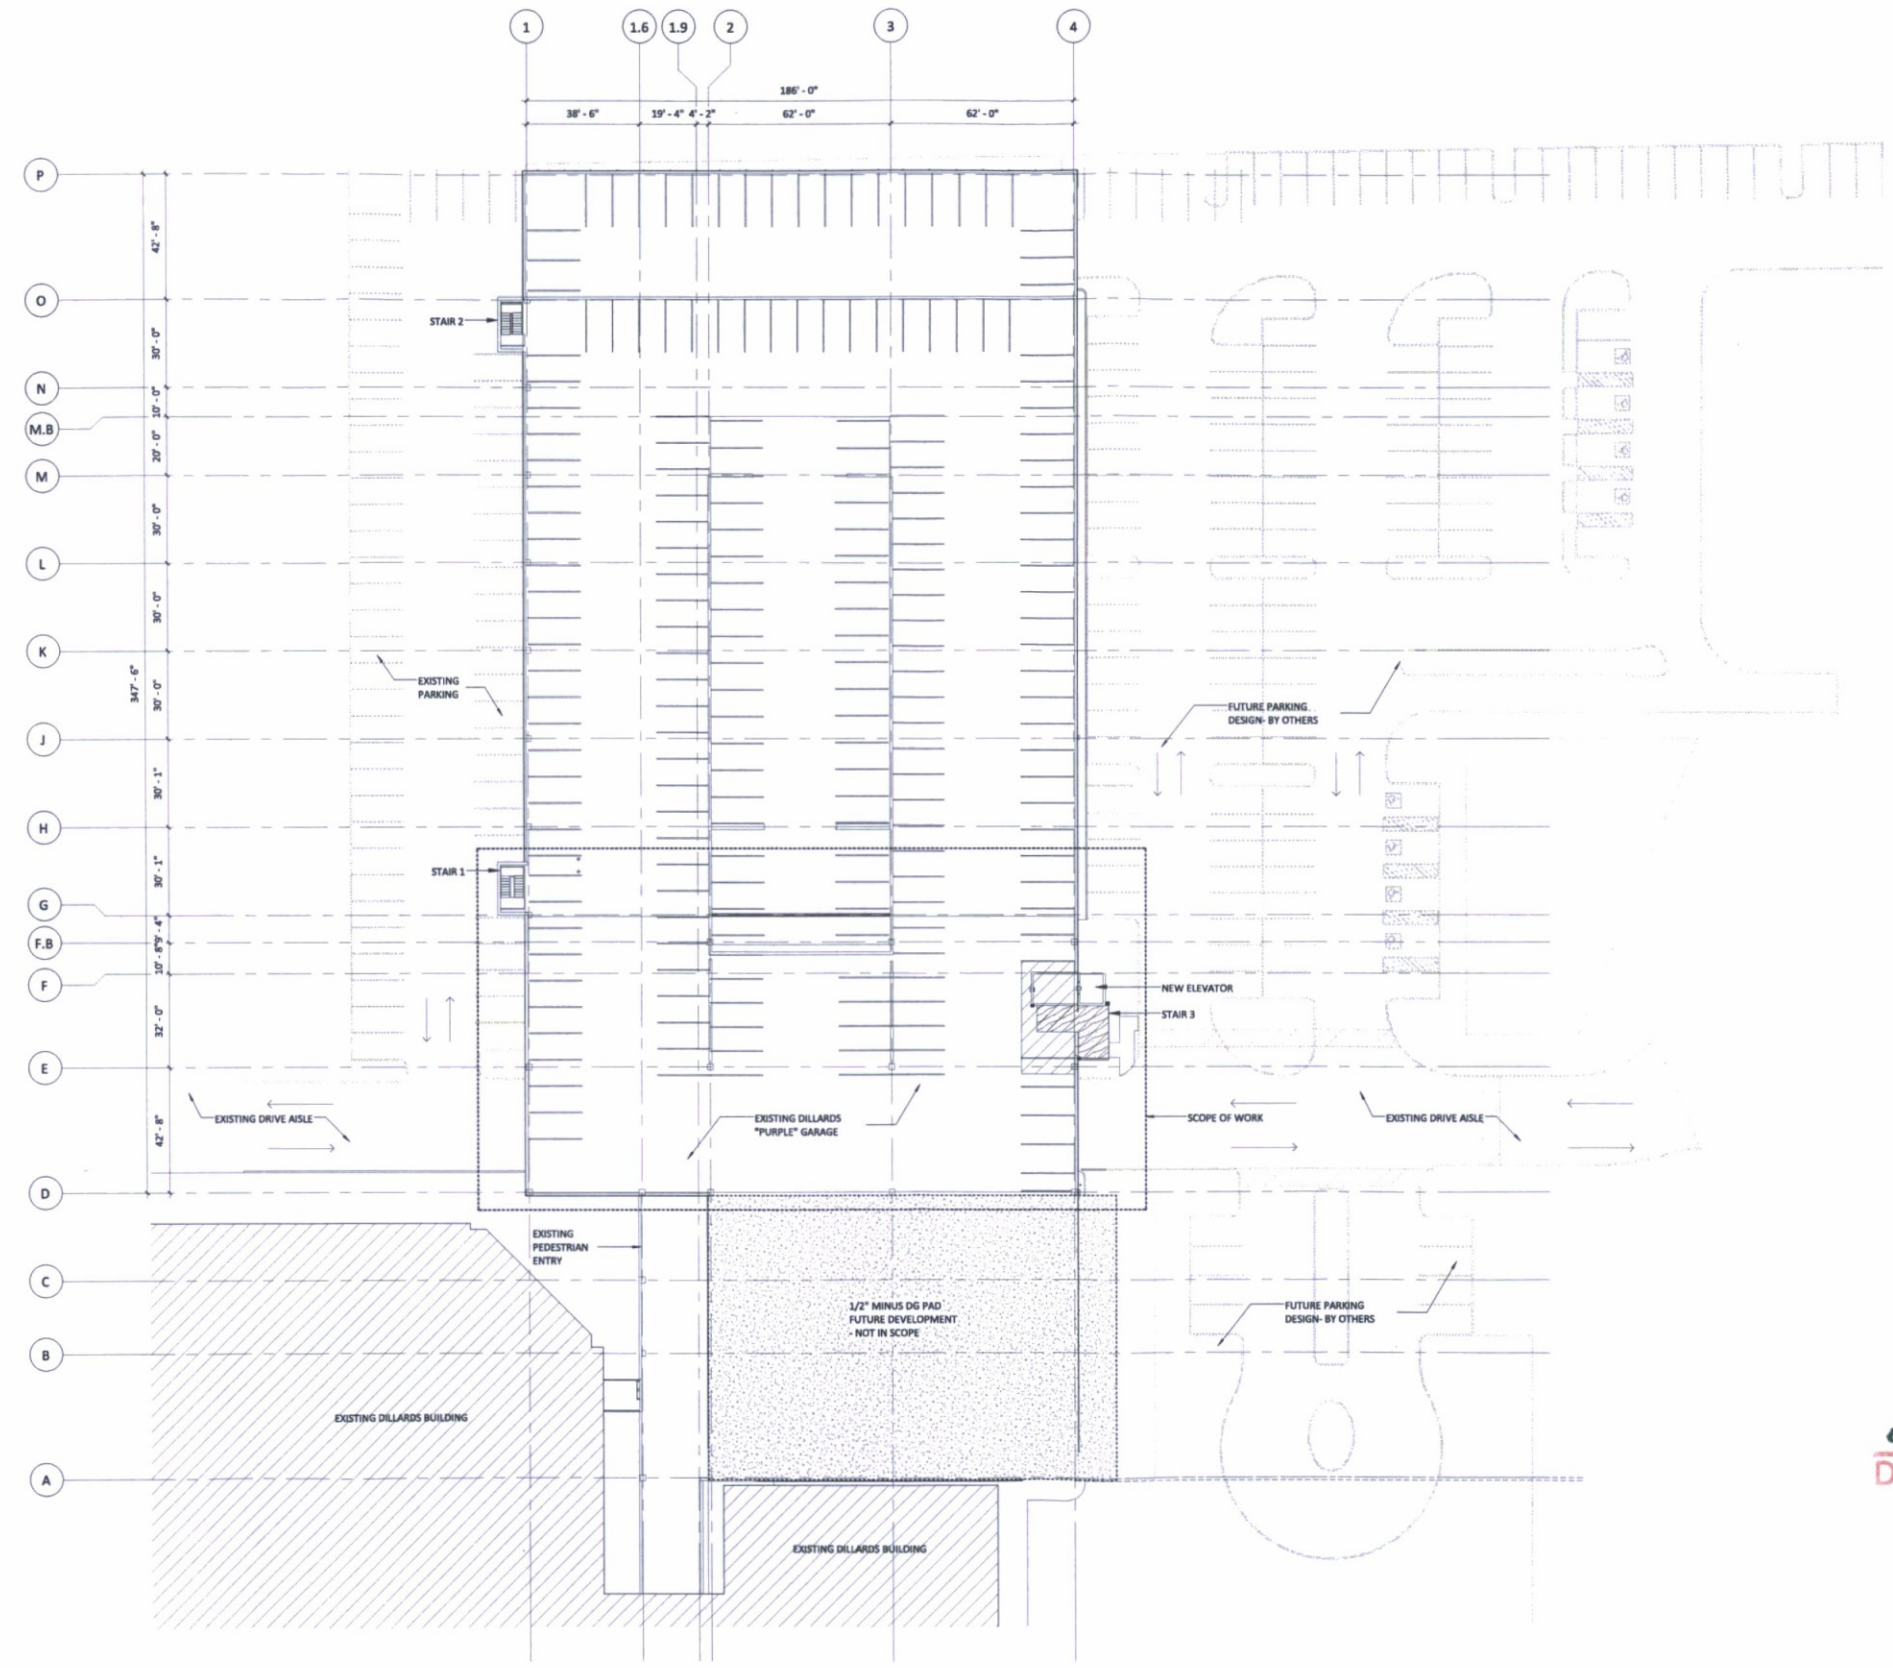 1
1.6
1.9
2
3
4
186' - 0"
38' - 6"
19' - 4"
4' - 2"
62' - 0"
62' - 0"
P
42' - 8"
O
STAIR 2
30' - 0"
N
10' - 0"
M.B
20' - 0"
M
30' - 0"
L
30' - 0"
K
347' - 6"
30' - 0"
EXISTING
PARKING
FUTURE PARKING
DESIGN- BY OTHERS
J
30' - 1"
H
30' - 1"
STAIR 1
G
9' - 4"
F.B
10' - 8"
F
NEW ELEVATOR
STAIR 3
32' - 0"
E
EXISTING DRIVE AISLE
EXISTING DILLARDS
"PURPLE" GARAGE
SCOPE OF WORK
EXISTING DRIVE AISLE
42' - 8"
D
EXISTING
PEDESTRIAN
ENTRY
C
1/2" MINUS DG PAD
FUTURE DEVELOPMENT
- NOT IN SCOPE
FUTURE PARKING
DESIGN- BY OTHERS
B
EXISTING DILLARDS BUILDING
A
D
EXISTING DILLARDS BUILDING